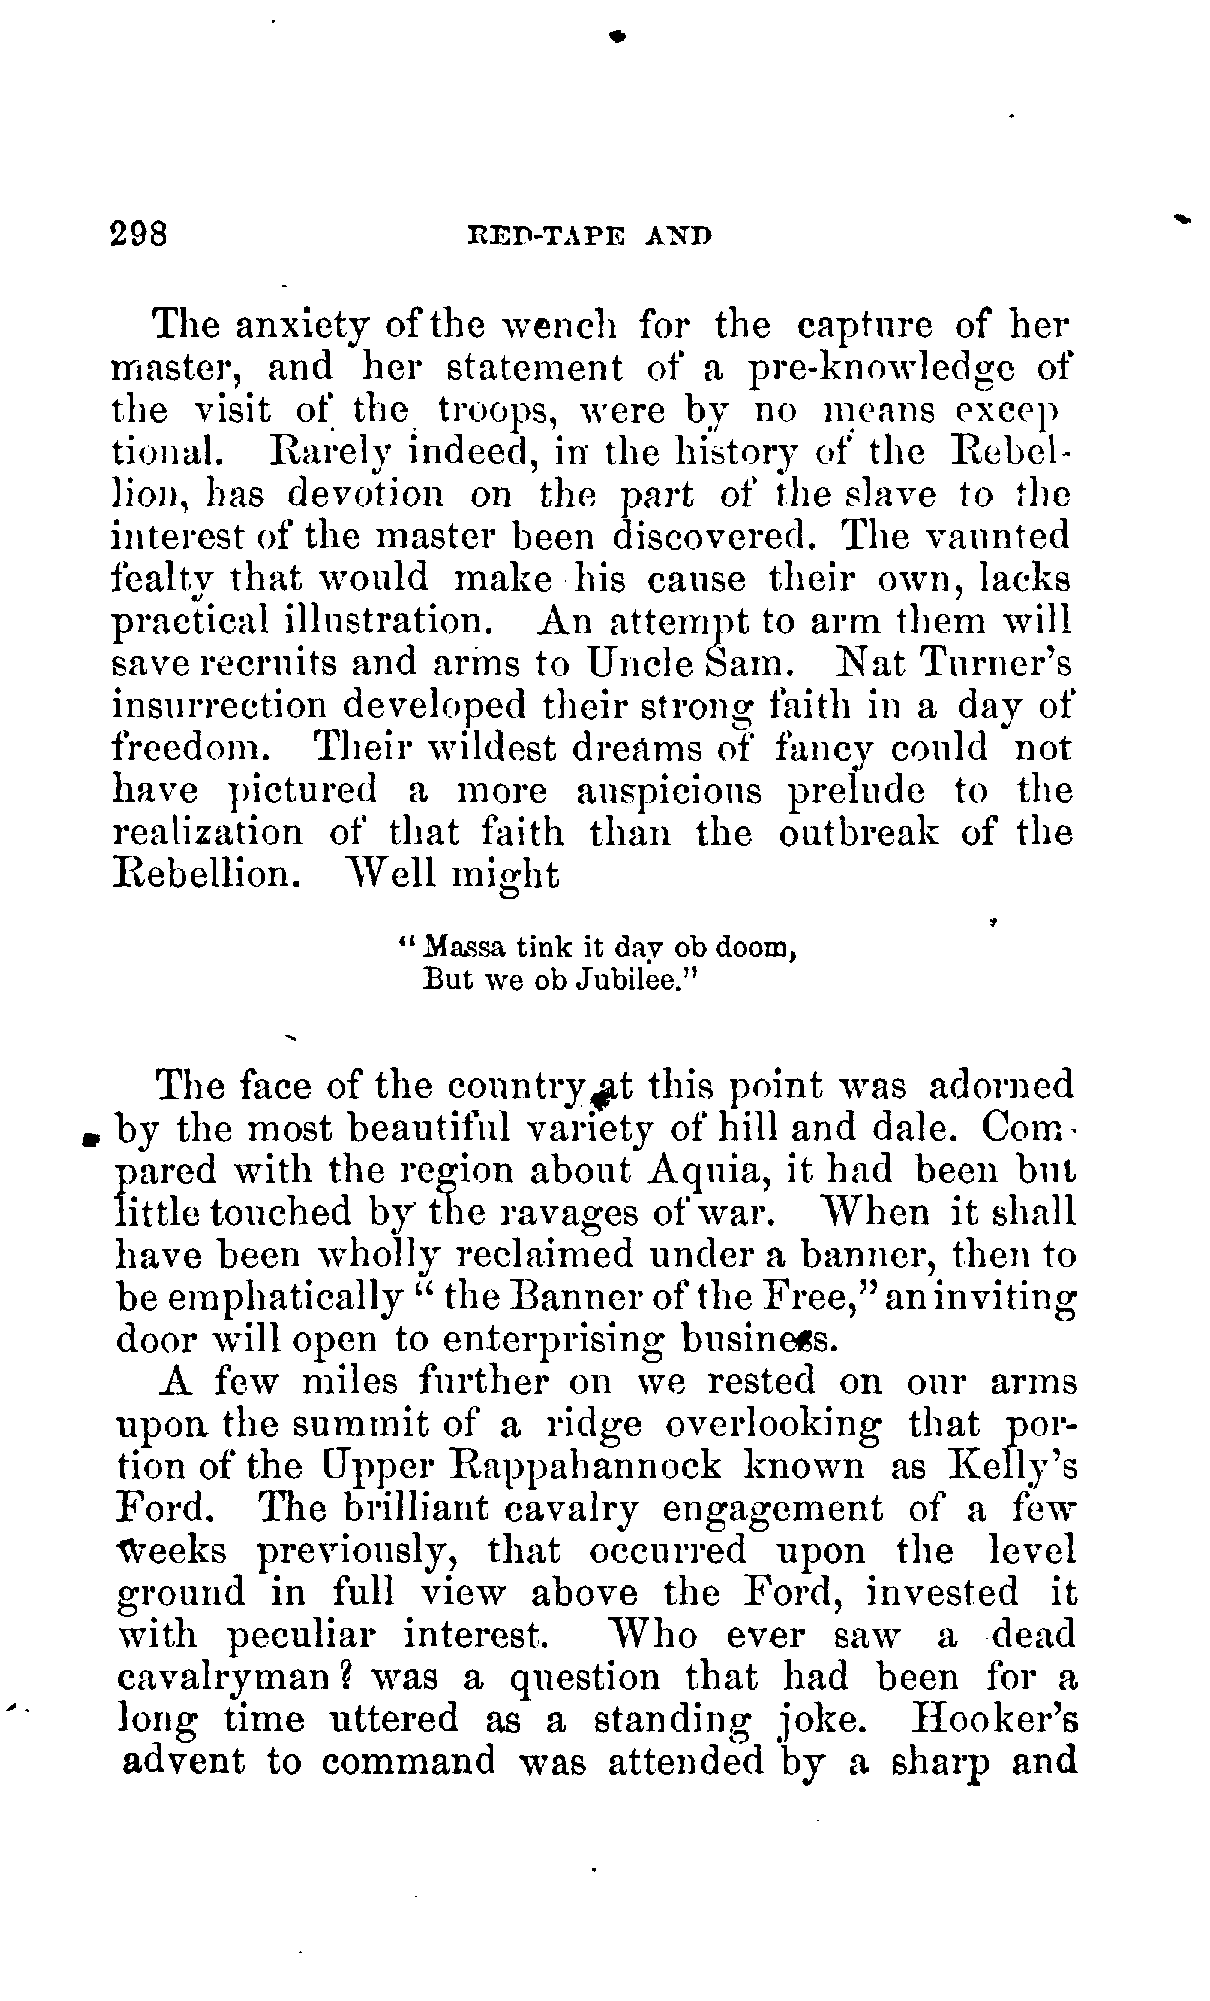 298 RED-TAPE AND
The anxiety of the wench for the capture of her
master, and her statement of a pre-knowledge of
the visit of the troops, were by no means excep
tional. Rarely indeed, in the history of the Rebel-
lion, has devotion on the part of the slave to the
interest of the master been discovered. The vaunted
fealty that would make his cause their own, lacks
practical illustration. An attempt to arm them will
save recruits and arms to Uncle Sam. Nat Turner's
insurrection developed their strong faith in a day of
freedom. Their wildest dreams of fancy could not
have pictured a more auspicious prelude to the
realization of that faith than the outbreak of the
Rebellion. Well might
"Massa tink it day ob doom,
But we ob Jubilee."
The face of the country at this point was adorned
by the most beautiful variety of hill and dale. Com-
pared with the region about Aquia, it had been but
little touched by the ravages of war. When it shall
have been wholly reclaimed under a banner, then to
be emphatically "the Banner of the Free," an inviting
door will open to enterprising business.
A few miles further on we rested on our arms
upon the summit of a ridge overlooking that por-
tion of the Upper Rappahannock known as Kelly's
Ford. The brilliant cavalry engagement of a few
weeks previously, that occurred upon the level
ground in full view above the Ford, invested it
with peculiar interest. Who ever saw a dead
cavalryman? was a question that had been for a
long time uttered as a standing joke. Hooker's
advent to command was attended by a sharp and